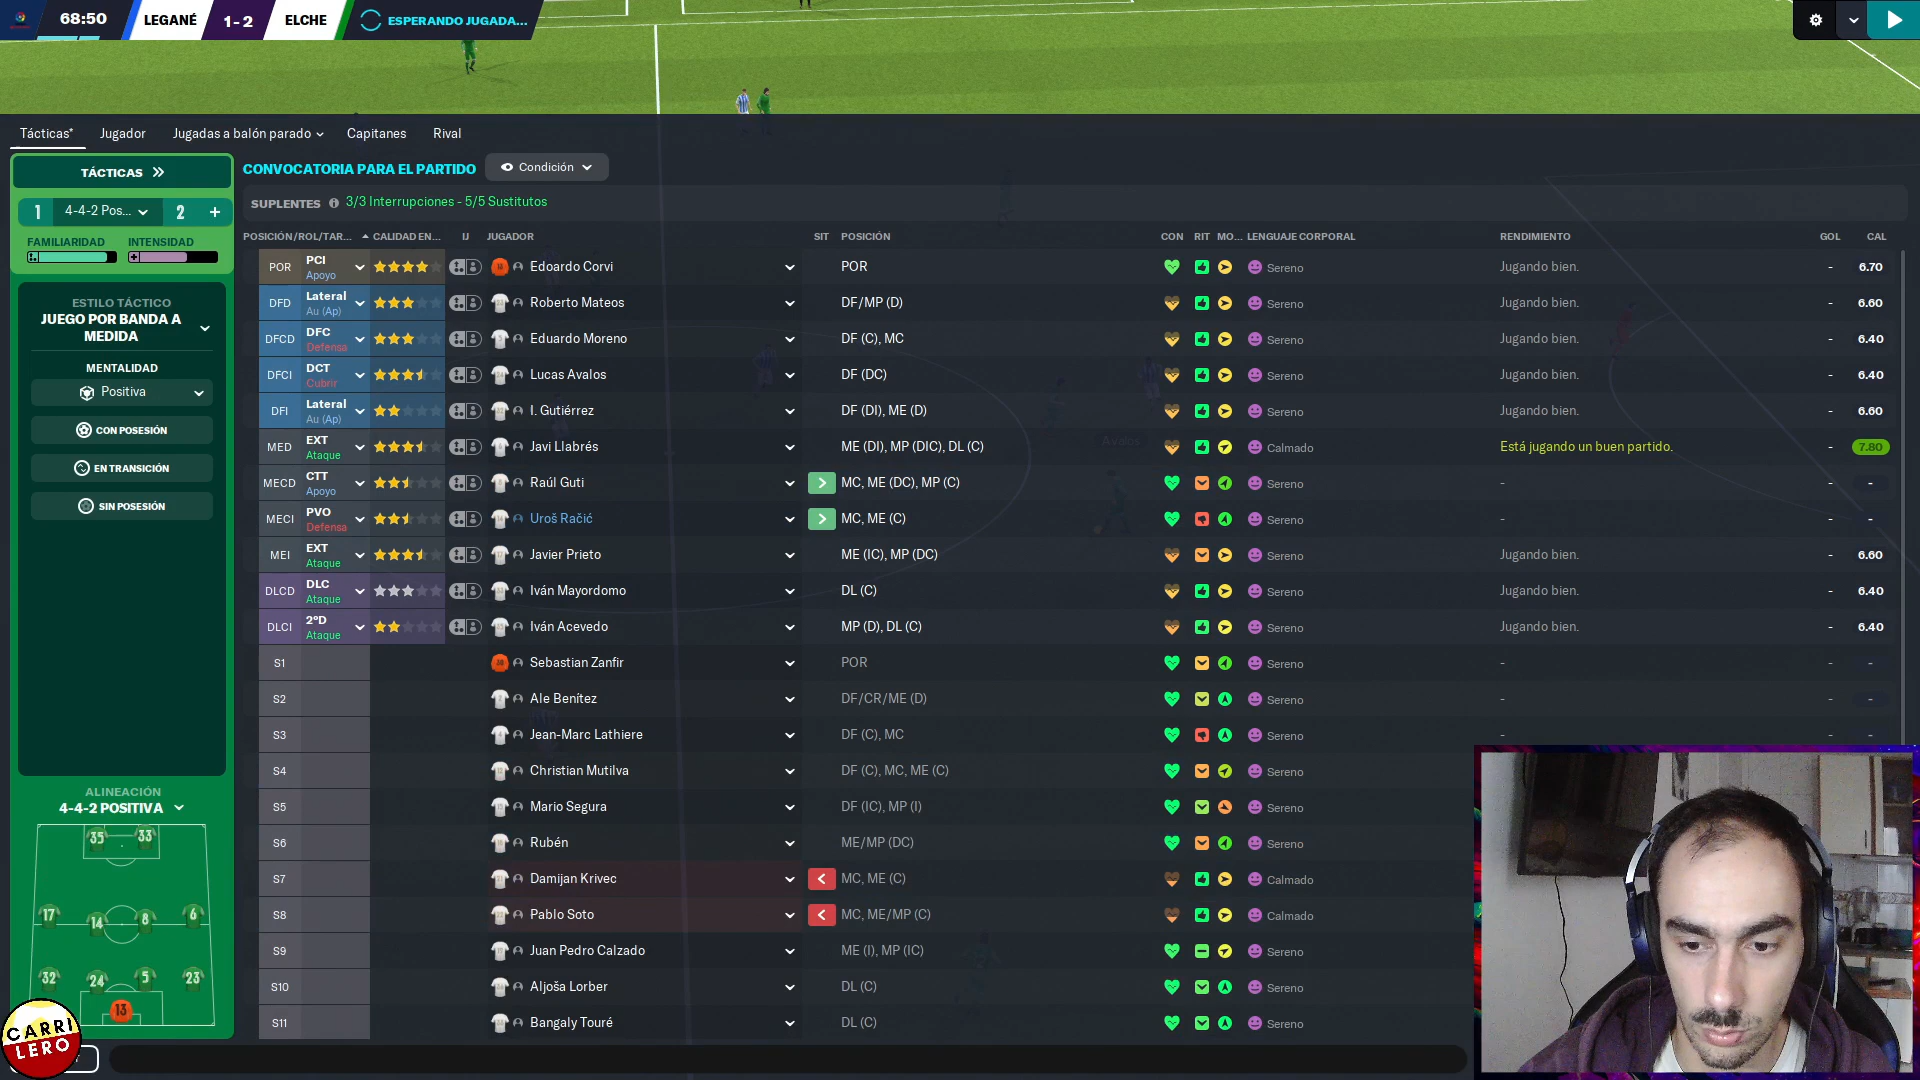 68:50 LEGANÉ 1 - 2 ELCHE ESPERANDO JUGADA...
Tácticas* Jugador Jugadas a balón parado Capitanes Rival
TÁCTICAS
1 4-4-2 Pos... 2 +
FAMILIARIDAD INTENSIDAD
ESTILO TÁCTICO
JUEGO POR BANDA A
MEDIDA
MENTALIDAD
Positiva
CON POSESIÓN
EN TRANSICIÓN
SIN POSESIÓN
ALINEACIÓN
4-4-2 POSITIVA
35 33
17 14 8 6
32 24 5 23
13
CARRI
LERO
CONVOCATORIA PARA EL PARTIDO Condición
SUPLENTES 3/3 Interrupciones - 5/5 Sustitutos
POSICIÓN/ROL/TAR... CALIDAD EN... IJ JUGADOR SIT POSICIÓN CON RIT MO... LENGUAJE CORPORAL RENDIMIENTO GOL CAL
POR PCI Apoyo Edoardo Corvi POR Sereno Jugando bien. - 6.70
DFD Lateral Au (Ap) Roberto Mateos DF/MP (D) Sereno Jugando bien. - 6.60
DFCD DFC Defensa Eduardo Moreno DF (C), MC Sereno Jugando bien. - 6.40
DFCI DCT Cubrir Lucas Avalos DF (DC) Sereno Jugando bien. - 6.40
DFI Lateral Au (Ap) I. Gutiérrez DF (DI), ME (D) Sereno Jugando bien. - 6.60
MED EXT Ataque Javi Llabrés ME (DI), MP (DIC), DL (C) Calmado Está jugando un buen partido. - 7.80
MECD CTT Apoyo Raúl Guti MC, ME (DC), MP (C) Sereno - - -
MECI PVO Defensa Uroš Račić MC, ME (C) Sereno - - -
MEI EXT Ataque Javier Prieto ME (IC), MP (DC) Sereno Jugando bien. - 6.60
DLCD DLC Ataque Iván Mayordomo DL (C) Sereno Jugando bien. - 6.40
DLCI 2ºD Ataque Iván Acevedo MP (D), DL (C) Sereno Jugando bien. - 6.40
S1 Sebastian Zanfir POR Sereno - - -
S2 Ale Benítez DF/CR/ME (D) Sereno - - -
S3 Jean-Marc Lathiere DF (C), MC Sereno - - -
S4 Christian Mutilva DF (C), MC, ME (C) Sereno
S5 Mario Segura DF (IC), MP (I) Sereno
S6 Rubén ME/MP (DC) Sereno
S7 Damijan Krivec MC, ME (C) Calmado
S8 Pablo Soto MC, ME/MP (C) Calmado
S9 Juan Pedro Calzado ME (I), MP (IC) Sereno
S10 Aljoša Lorber DL (C) Sereno
S11 Bangaly Touré DL (C) Sereno